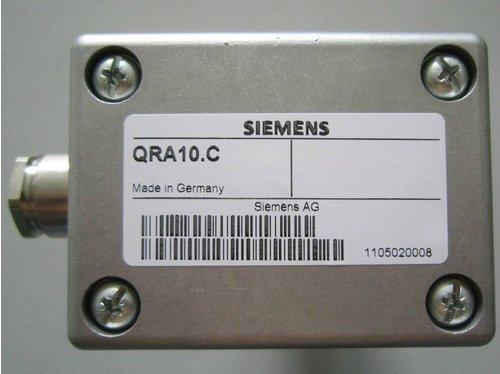 SIEMENS
QRA10.C
Made in Germany
Siemens AG
1105020008